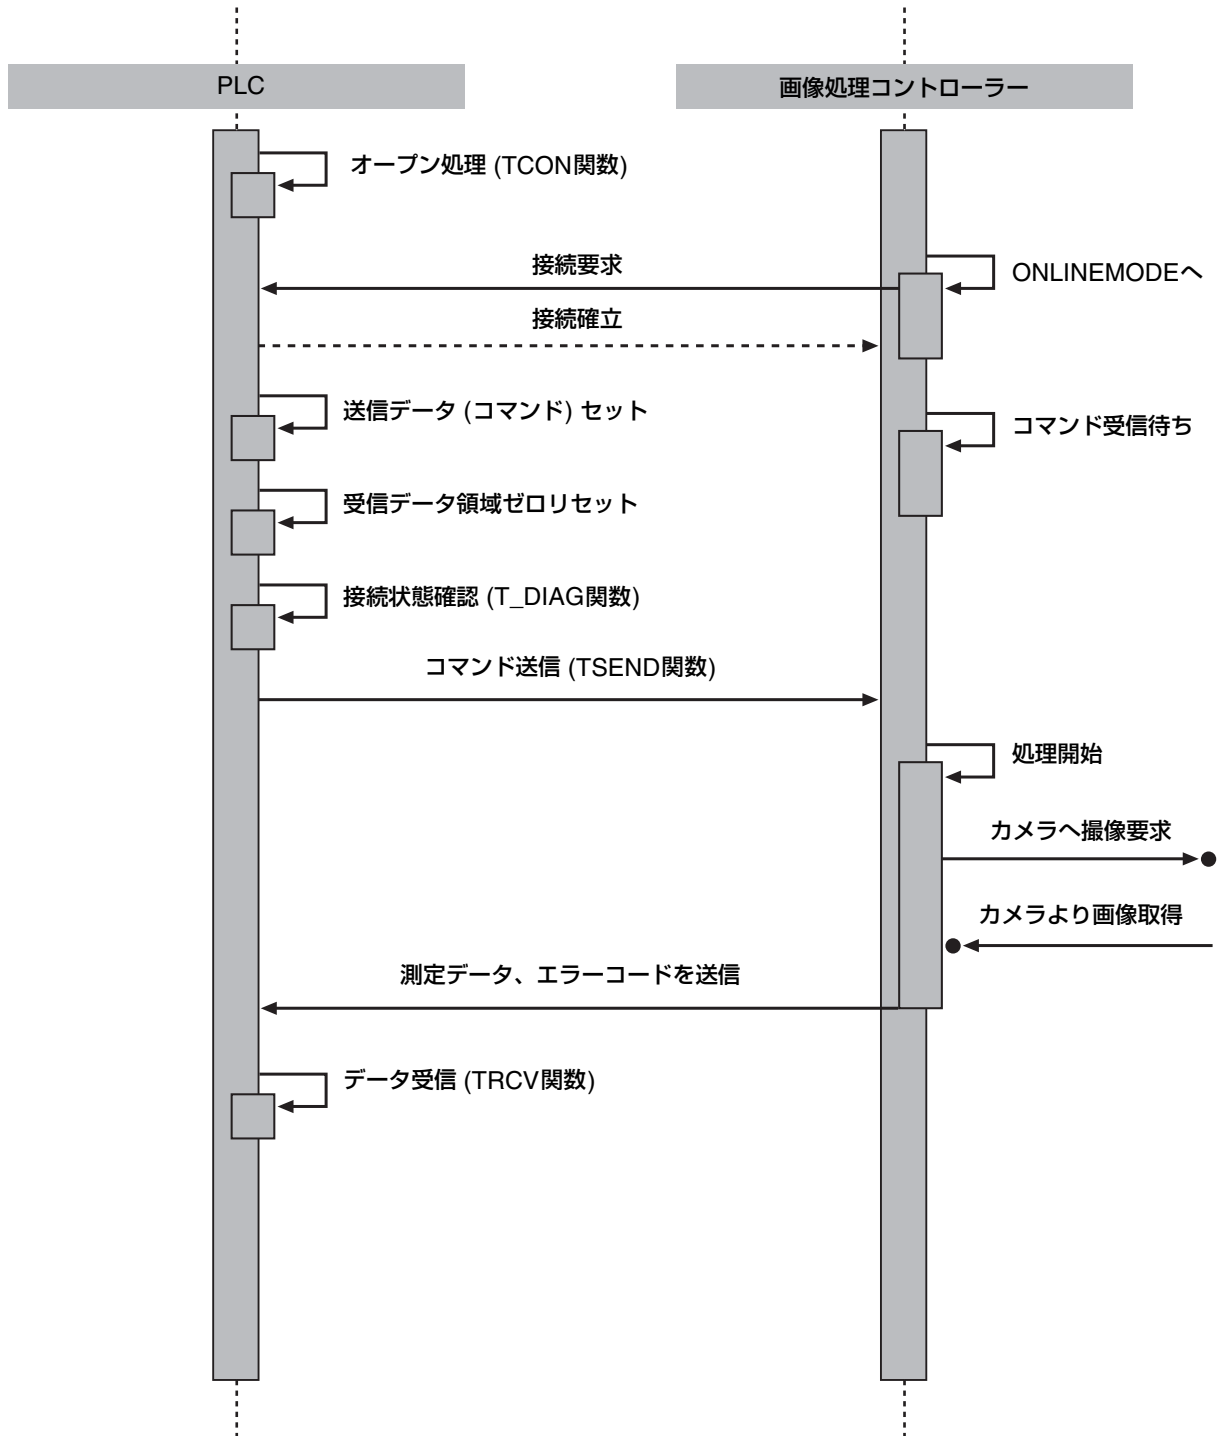 PLC
画像処理コントローラー
オープン処理 (TCON関数)
接続要求
ONLINEMODEへ
接続確立
送信データ (コマンド) セット
コマンド受信待ち
受信データ領域ゼロリセット
接続状態確認 (T_DIAG関数)
コマンド送信 (TSEND関数)
処理開始
カメラへ撮像要求
カメラより画像取得
測定データ、エラーコードを送信
データ受信 (TRCV関数)